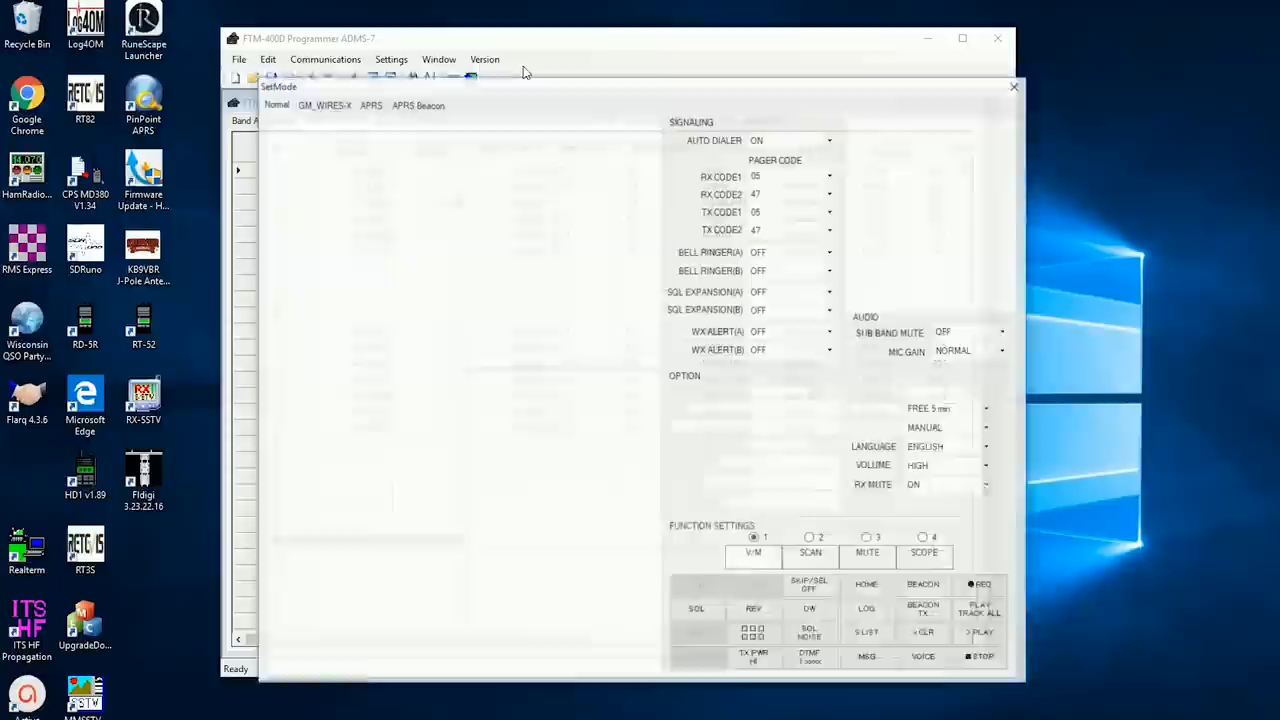 Recycle Bin
Log4OM
RuneScape
Launcher
Google
Chrome
RT82
PinPoint
APRS
HamRadio...
CPS MD380
V1.34
Firmware
Update - H...
RMS Express
SDRuno
KB9VBR
J-Pole Ante...
Wisconsin
QSO Party...
RD-5R
RT-52
Flarq 4.3.6
Microsoft
Edge
RX-SSTV
HD1 v1.89
Fldigi
3.23.22.16
Realterm
RT3S
ITS HF
Propagation
UpgradeDo...
FTM-400D Programmer ADMS-7
File Edit Communications Settings Window Version
Band A
Ready
SetMode
Normal GM_WIRES-X APRS APRS Beacon
SIGNALING
AUTO DIALER ON
PAGER CODE
RX CODE1 05
RX CODE2 47
TX CODE1 05
TX CODE2 47
BELL RINGER(A) OFF
BELL RINGER(B) OFF
SQL EXPANSION(A) OFF
SQL EXPANSION(B) OFF
WX ALERT(A) OFF
WX ALERT(B) OFF
AUDIO
SUB BAND MUTE OFF
MIC GAIN NORMAL
OPTION
FREE 5 min
MANUAL
LANGUAGE ENGLISH
VOLUME HIGH
RX MUTE ON
FUNCTION SETTINGS
1 2 3 4
V/M SCAN MUTE SCOPE
SKIP/SEL
OFF
HOME BEACON REC
SQL REV DW LOG
BEACON
TX
PLAY
TRACK ALL
SQL
NOISE
S.LIST CLR PLAY
TX PWR
HI
DTMF
MSG VOICE STOP